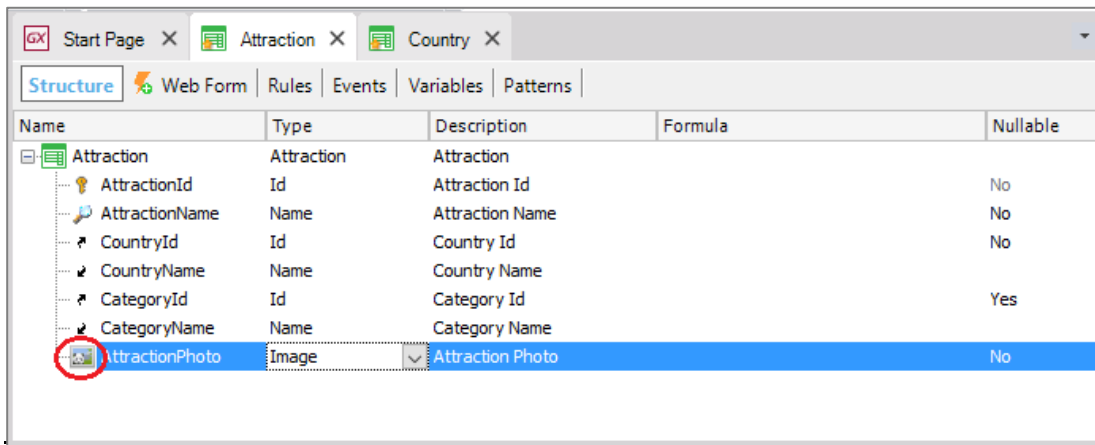 GX Start Page Attraction Country
Structure Web Form Rules Events Variables Patterns
Name Type Description Formula Nullable
Attraction Attraction Attraction
AttractionId Id Attraction Id No
AttractionName Name Attraction Name No
CountryId Id Country Id No
CountryName Name Country Name
CategoryId Id Category Id Yes
CategoryName Name Category Name
AttractionPhoto Image Attraction Photo No